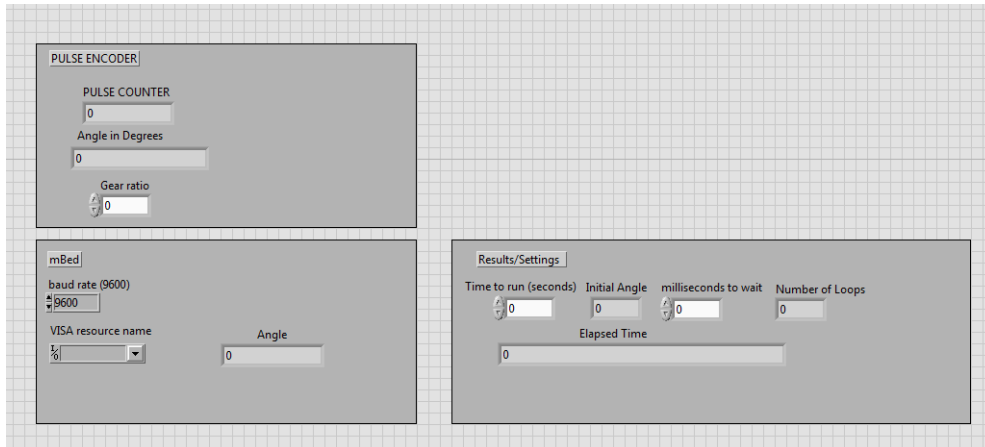 PULSE ENCODER
PULSE COUNTER
0
Angle in Degrees
0
Gear ratio
0
mBed
baud rate (9600)
9600
VISA resource name
I/O
Angle
0
Results/Settings
Time to run (seconds) Initial Angle milliseconds to wait Number of Loops
0 0 0 0
Elapsed Time
0